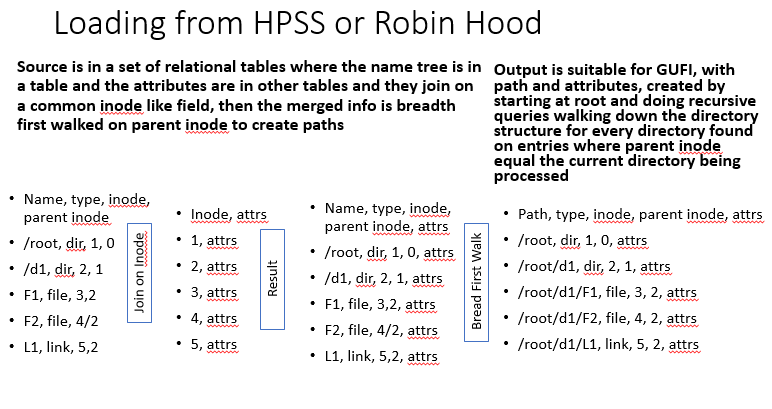 Loading from HPSS or Robin Hood
Source is in a set of relational tables where the name tree is in
a table and the attributes are in other tables and they join on
a common inode like field, then the merged info is breadth
first walked on parent inode to create paths
Output is suitable for GUFI, with
path and attributes, created by
starting at root and doing recursive
queries walking down the directory
structure for every directory found
on entries where parent inode
equal the current directory being
processed
• Name, type, inode,
parent inode
• /root, dir, 1, 0
• /d1, dir, 2, 1
• F1, file, 3,2
• F2, file, 4/2
• L1, link, 5,2
Join on Inode
• Inode, attrs
• 1, attrs
• 2, attrs
• 3, attrs
• 4, attrs
• 5, attrs
Result
• Name, type, inode,
parent inode, attrs
• /root, dir, 1, 0, attrs
• /d1, dir, 2, 1, attrs
• F1, file, 3,2, attrs
• F2, file, 4/2, attrs
• L1, link, 5,2, attrs
Bread First Walk
• Path, type, inode, parent inode, attrs
• /root, dir, 1, 0, attrs
• /root/d1, dir, 2, 1, attrs
• /root/d1/F1, file, 3, 2, attrs
• /root/d1/F2, file, 4, 2, attrs
• /root/d1/L1, link, 5, 2, attrs